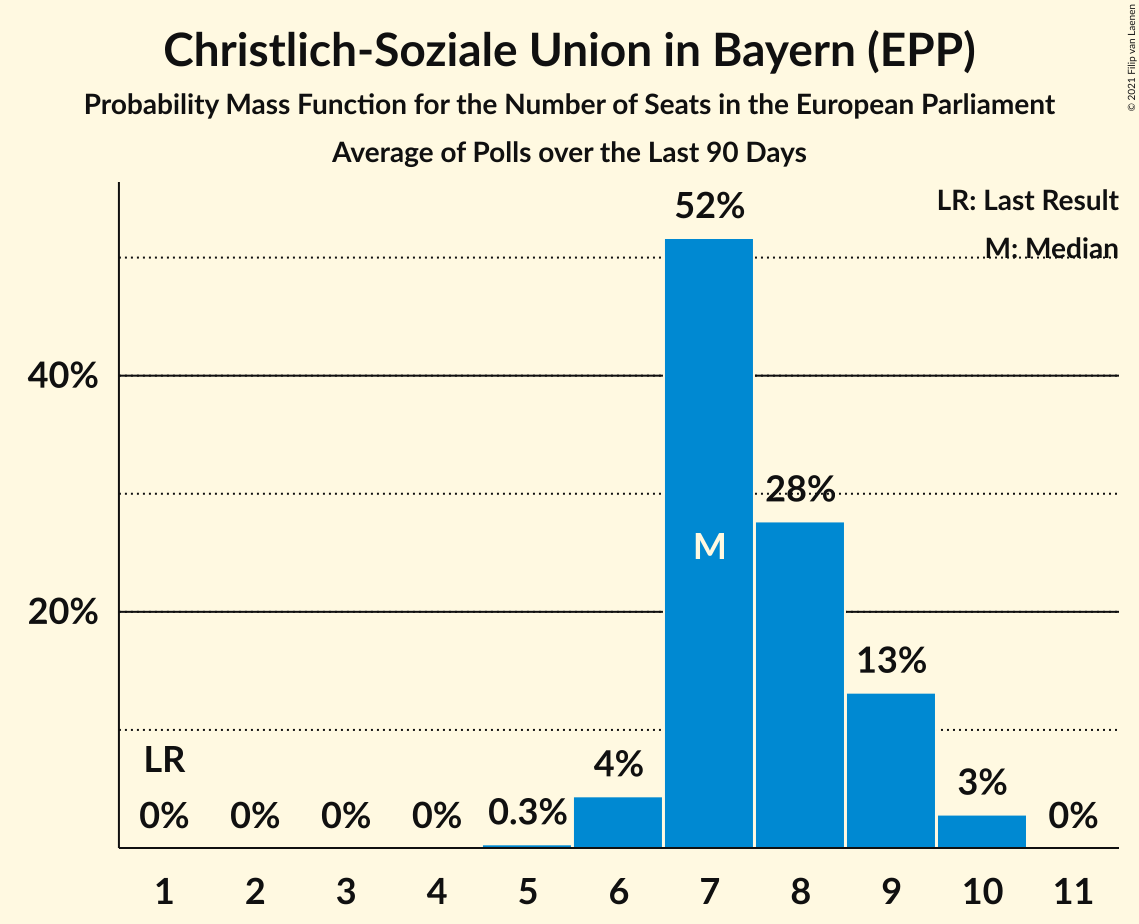 Christlich-Soziale Union in Bayern (EPP)
Probability Mass Function for the Number of Seats in the European Parliament
Average of Polls over the Last 90 Days
© 2021 Filip van Laenen
LR: Last Result
M: Median
52%
40%
28%
M
20%
13%
LR
4%
3%
0%
0%
0%
0%
0.3%
0%
1 2 3 4 5 6 7 8 9 10 11